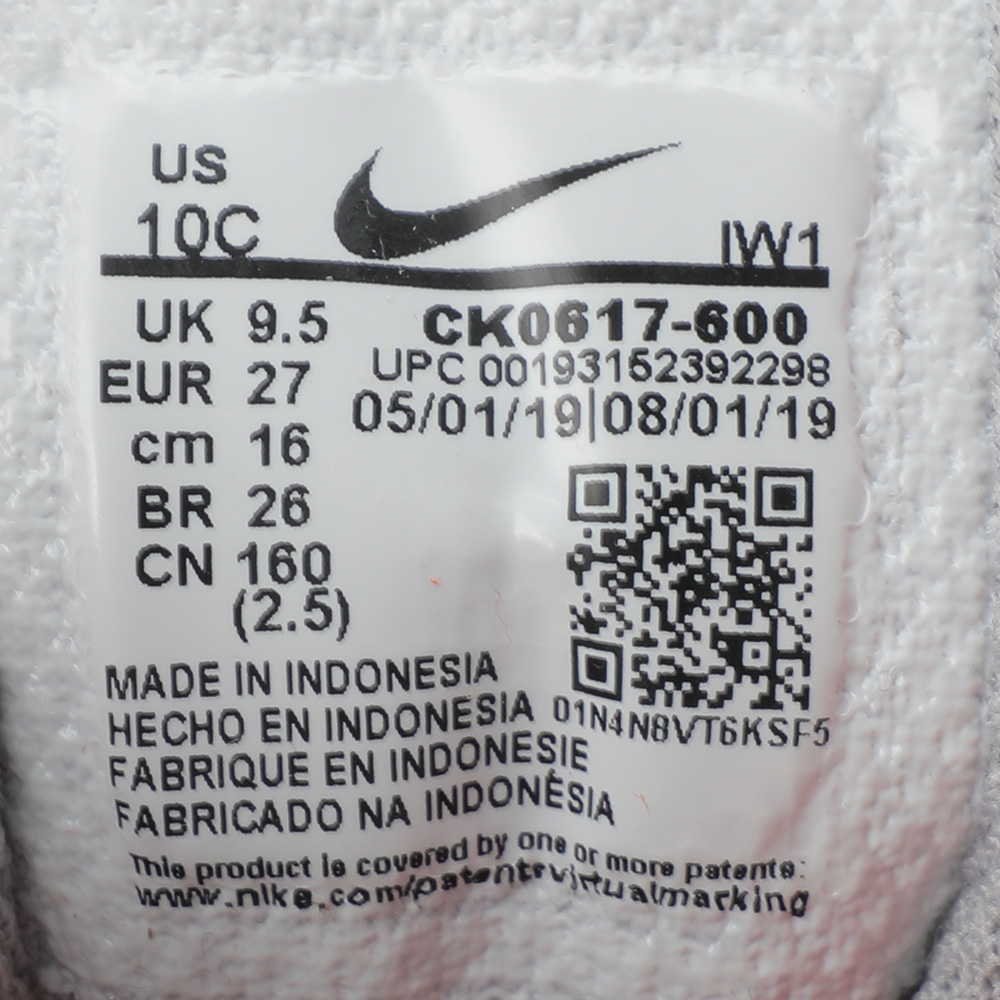 US
10C
IW1
UK 9.5
CK0617-600
EUR 27
UPC 00193152392298
cm 16
05/01/19|08/01/19
BR 26
CN 160
(2.5)
MADE IN INDONESIA
HECHO EN INDONESIA
01N4N8VT6KSF5
FABRIQUE EN INDONESIE
FABRICADO NA INDONÉSIA
This product is covered by one or more patents:
www.nike.com/patentsvirtualmarking